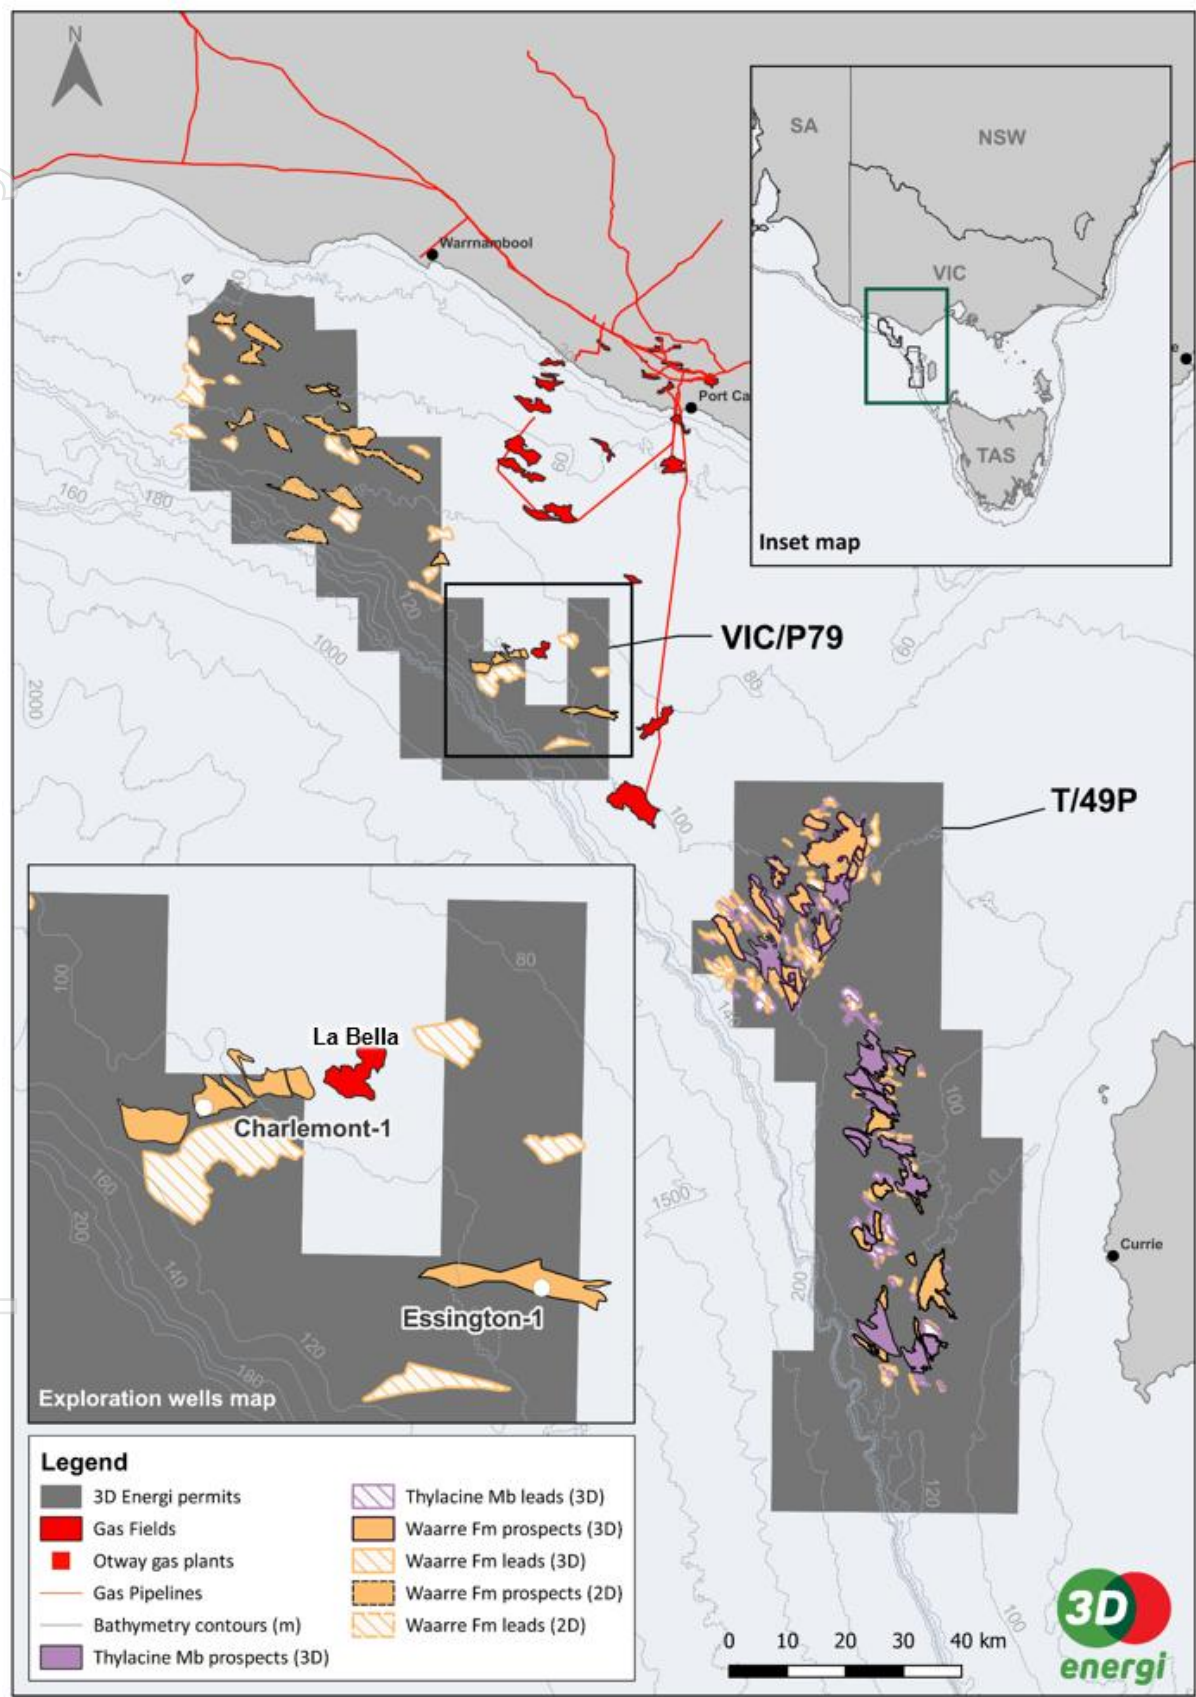 N
SA
NSW
VIC
TAS
Inset map
Warrnambool
Port Ca
e
20
60
160
180
120
1000
2000
60
80
100
VIC/P79
T/49P
140
100
1500
200
120
100
Currie
100
80
La Bella
Charlemont-1
160
200
140
120
180
Essington-1
Exploration wells map
Legend
3D Energi permits
Gas Fields
Otway gas plants
Gas Pipelines
Bathymetry contours (m)
Thylacine Mb prospects (3D)
Thylacine Mb leads (3D)
Waarre Fm prospects (3D)
Waarre Fm leads (3D)
Waarre Fm prospects (2D)
Waarre Fm leads (2D)
0 10 20 30 40 km
3D
energi